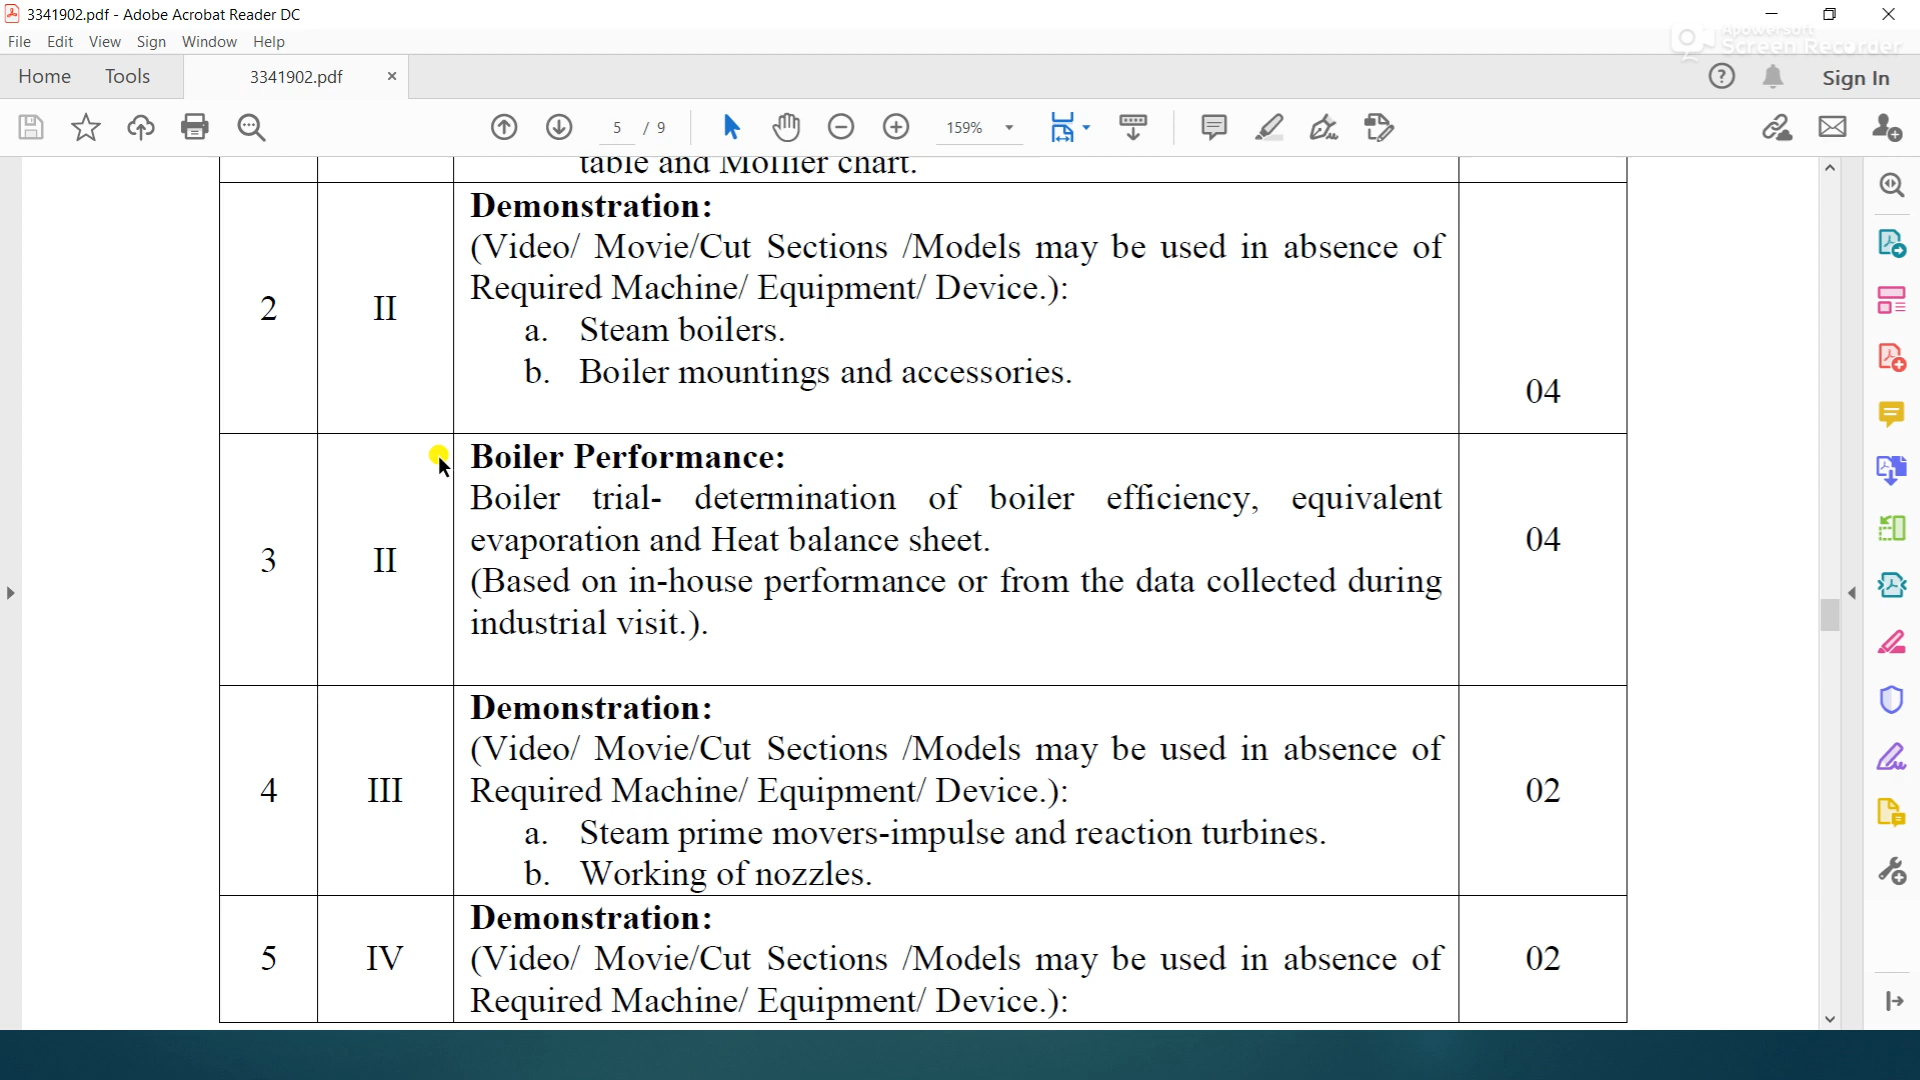 3341902.pdf - Adobe Acrobat Reader DC
File Edit View Sign Window Help
Apowersoft
Screen Recorder
Home Tools 3341902.pdf × ? Sign In
5 / 9 159%
table and Mollier chart.
Demonstration:
(Video/ Movie/Cut Sections /Models may be used in absence of
Required Machine/ Equipment/ Device.):
2 II
a. Steam boilers.
b. Boiler mountings and accessories.
04
Boiler Performance:
Boiler trial- determination of boiler efficiency, equivalent
evaporation and Heat balance sheet.
3 II 04
(Based on in-house performance or from the data collected during
industrial visit.).
Demonstration:
(Video/ Movie/Cut Sections /Models may be used in absence of
4 III Required Machine/ Equipment/ Device.): 02
a. Steam prime movers-impulse and reaction turbines.
b. Working of nozzles.
Demonstration:
5 IV (Video/ Movie/Cut Sections /Models may be used in absence of 02
Required Machine/ Equipment/ Device.):